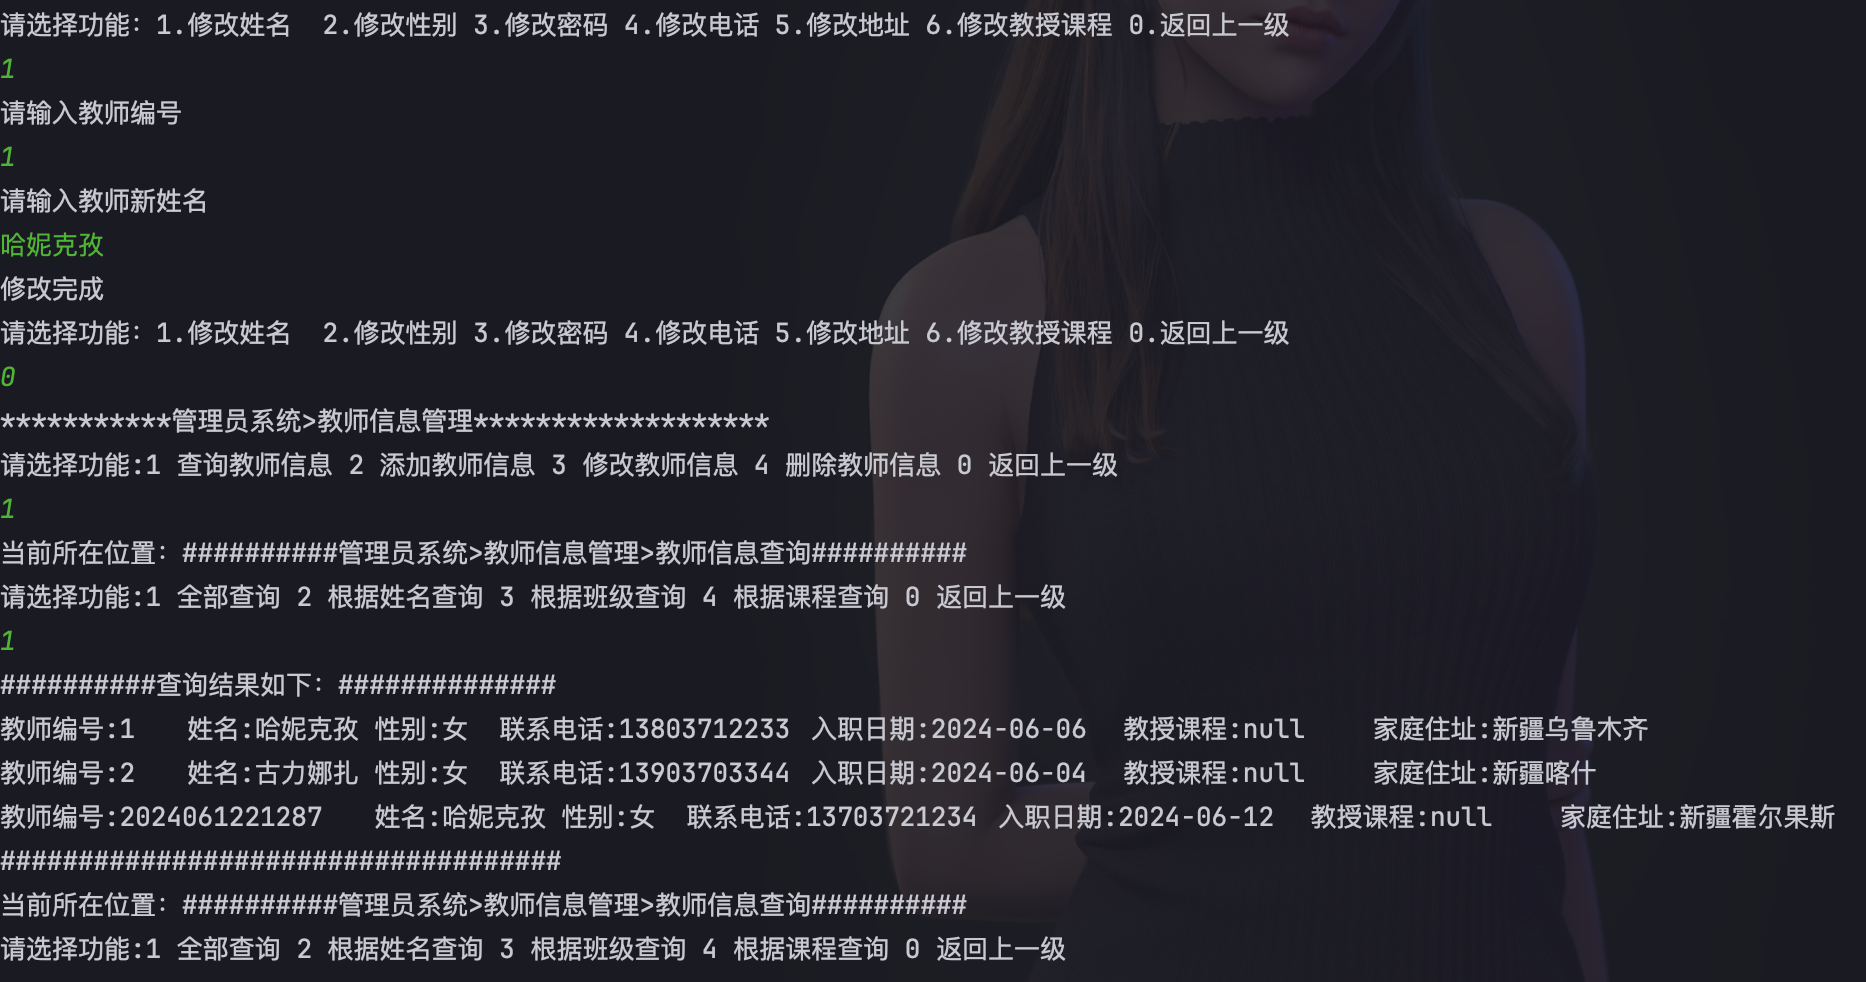 请选择功能：1.修改姓名  2.修改性别 3.修改密码 4.修改电话 5.修改地址 6.修改教授课程 0.返回上一级
1
请输入教师编号
1
请输入教师新姓名
哈妮克孜
修改完成
请选择功能：1.修改姓名  2.修改性别 3.修改密码 4.修改电话 5.修改地址 6.修改教授课程 0.返回上一级
0
***********管理员系统>教师信息管理*******************
请选择功能:1 查询教师信息 2 添加教师信息 3 修改教师信息 4 删除教师信息 0 返回上一级
1
当前所在位置：##########管理员系统>教师信息管理>教师信息查询##########
请选择功能:1 全部查询 2 根据姓名查询 3 根据班级查询 4 根据课程查询 0 返回上一级
1
##########查询结果如下：##############
教师编号:1   姓名:哈妮克孜 性别:女  联系电话:13803712233 入职日期:2024-06-06  教授课程:null    家庭住址:新疆乌鲁木齐
教师编号:2   姓名:古力娜扎 性别:女  联系电话:13903703344 入职日期:2024-06-04  教授课程:null    家庭住址:新疆喀什
教师编号:2024061221287   姓名:哈妮克孜 性别:女  联系电话:13703721234 入职日期:2024-06-12  教授课程:null    家庭住址:新疆霍尔果斯
####################################
当前所在位置：##########管理员系统>教师信息管理>教师信息查询##########
请选择功能:1 全部查询 2 根据姓名查询 3 根据班级查询 4 根据课程查询 0 返回上一级